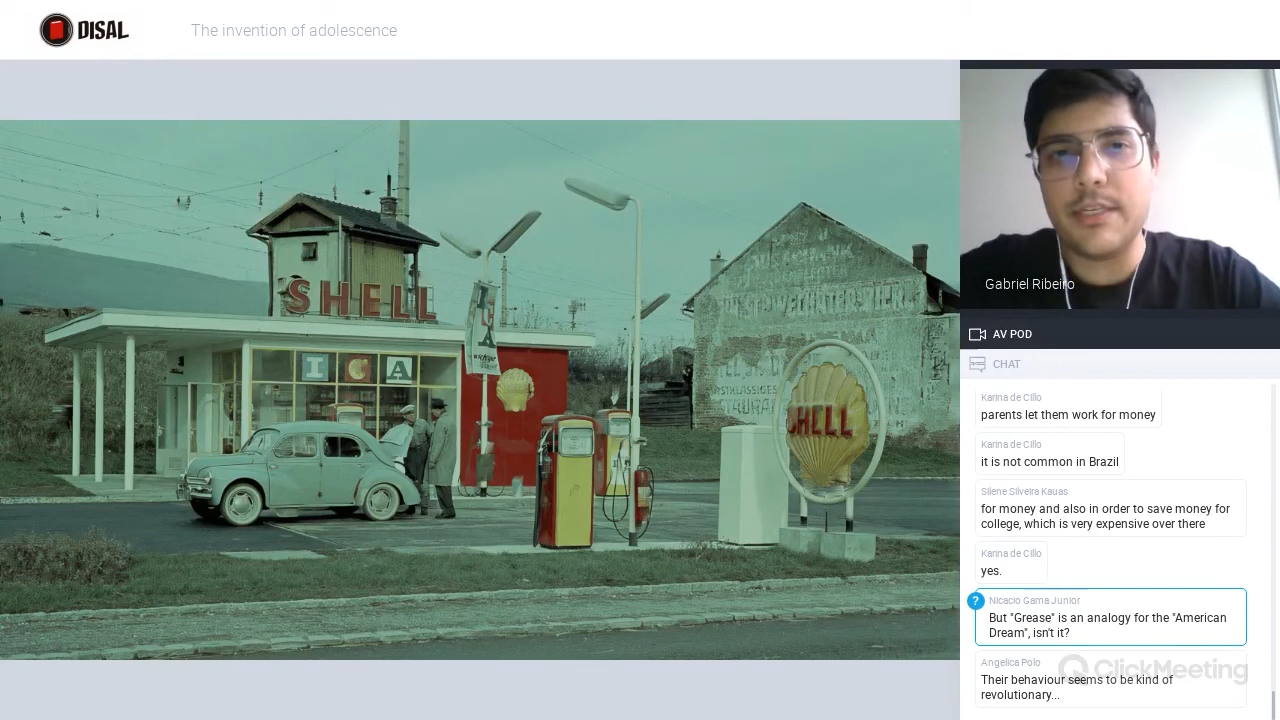 DISAL
The invention of adolescence
SHELL
I G A
SHELL
Gabriel Ribeiro
AV POD
CHAT
Karina de Cillo
parents let them work for money
Karina de Cillo
it is not common in Brazil
Silene Silveira Kauas
for money and also in order to save money for
college, which is very expensive over there
Karina de Cillo
yes.
?
Nicacio Gama Junior
But "Grease" is an analogy for the "American
Dream", isn't it?
Angelica Polo
Their behaviour seems to be kind of
revolutionary...
ClickMeeting